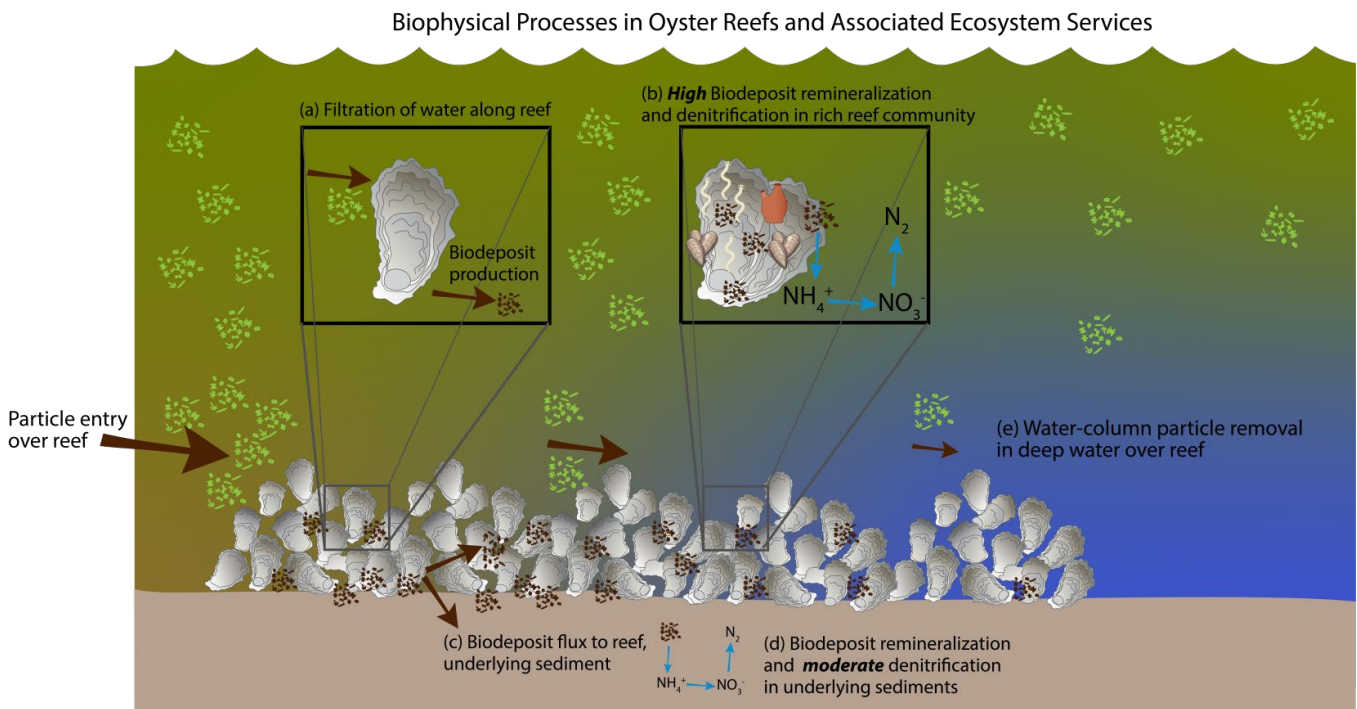 Biophysical Processes in Oyster Reefs and Associated Ecosystem Services
(a) Filtration of water along reef
Biodeposit
production
(b) High Biodeposit remineralization
and denitrification in rich reef community
N₂
NH₄⁺
NO₃⁻
Particle entry
over reef
(e) Water-column particle removal
in deep water over reef
(c) Biodeposit flux to reef,
underlying sediment
N₂
NH₄⁺
NO₃⁻
(d) Biodeposit remineralization
and moderate denitrification
in underlying sediments